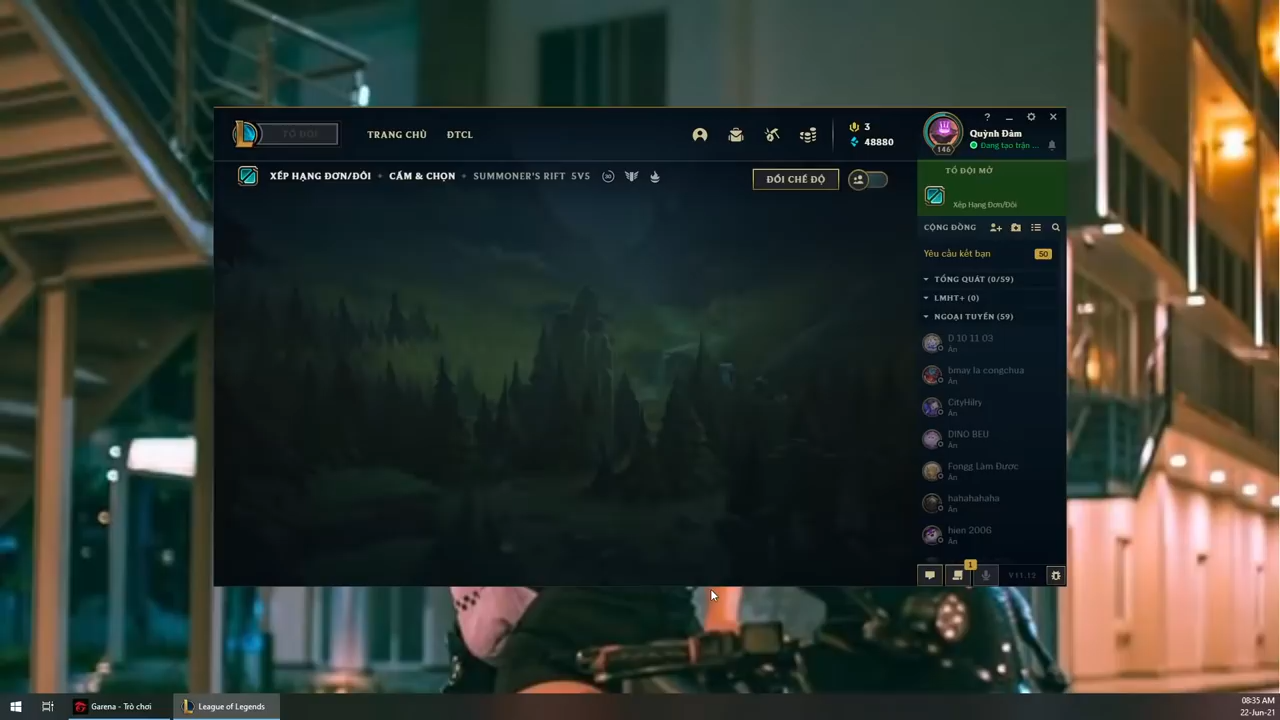 TỔ ĐỘI
TRANG CHỦ
ĐTCL
3
48880
?
146
Quỳnh Đàm
Đang tạo trận ...
XẾP HẠNG ĐƠN/ĐÔI • CẤM & CHỌN • SUMMONER'S RIFT 5V5
30
ĐỔI CHẾ ĐỘ
TỔ ĐỘI MỞ
Xếp Hạng Đơn/Đôi
CỘNG ĐỒNG
Yêu cầu kết bạn
50
TỔNG QUÁT (0/59)
LMHT+ (0)
NGOẠI TUYẾN (59)
D 10 11 03
Ẩn
bmay la congchua
Ẩn
CityHilry
Ẩn
DINO BEU
Ẩn
Fongg Làm Được
Ẩn
hahahahaha
Ẩn
hien 2006
Ẩn
1
V11.12
Garena - Trò chơi
League of Legends
08:35 AM
22-Jun-21